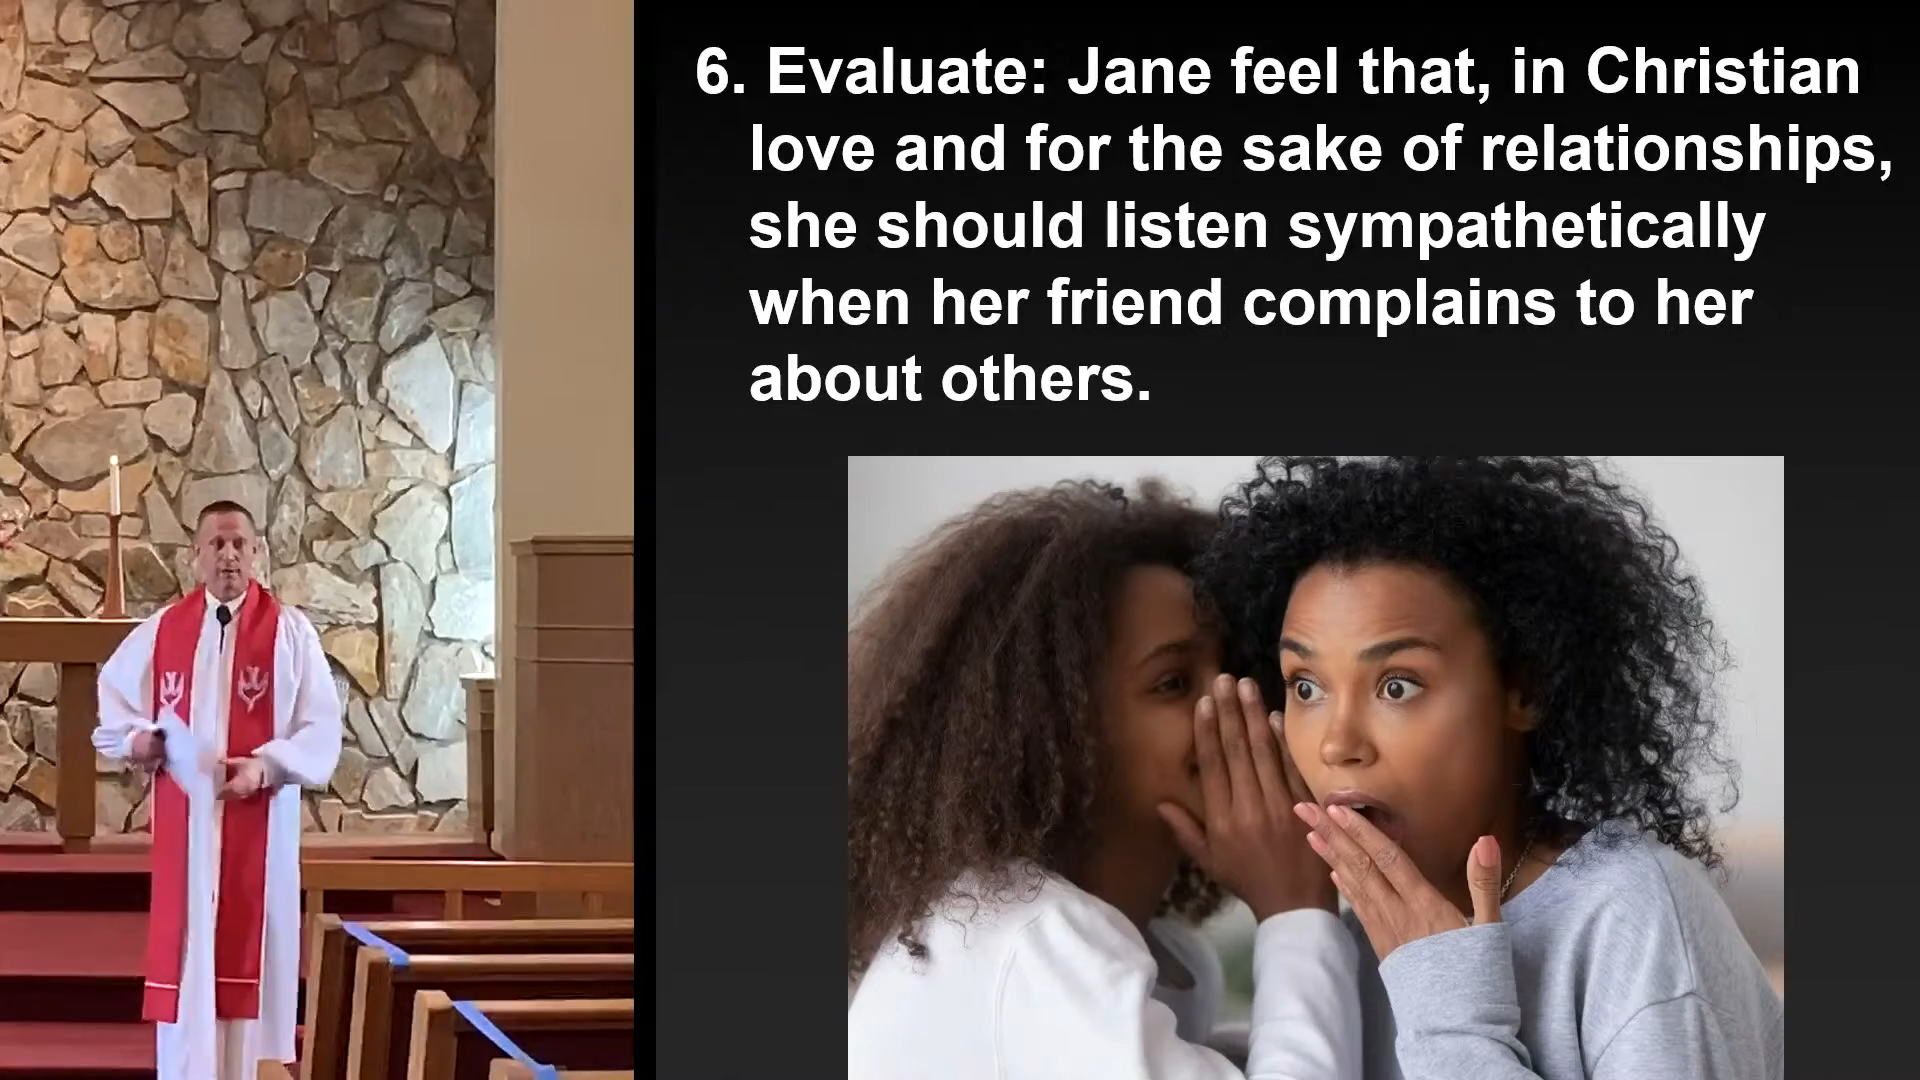 6. Evaluate: Jane feel that, in Christian
love and for the sake of relationships,
she should listen sympathetically
when her friend complains to her
about others.